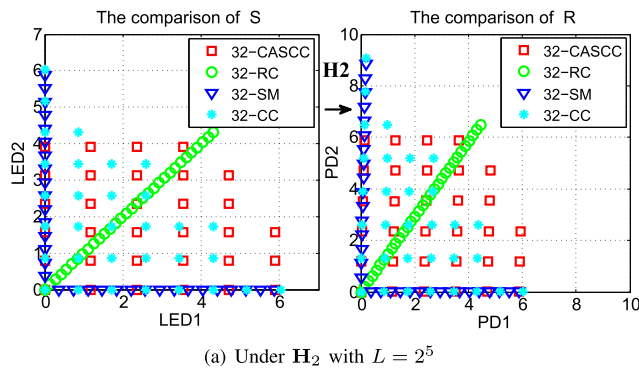 The comparison of S
LED2
7
6
5
4
3
2
1
0
0 2 4 6
LED1
32−CASCC
32−RC
32−SM
32−CC
H2
The comparison of R
PD2
10
8
6
4
2
0
0 2 4 6 8 10
PD1
32−CASCC
32−RC
32−SM
32−CC
(a) Under H₂ with L = 2⁵